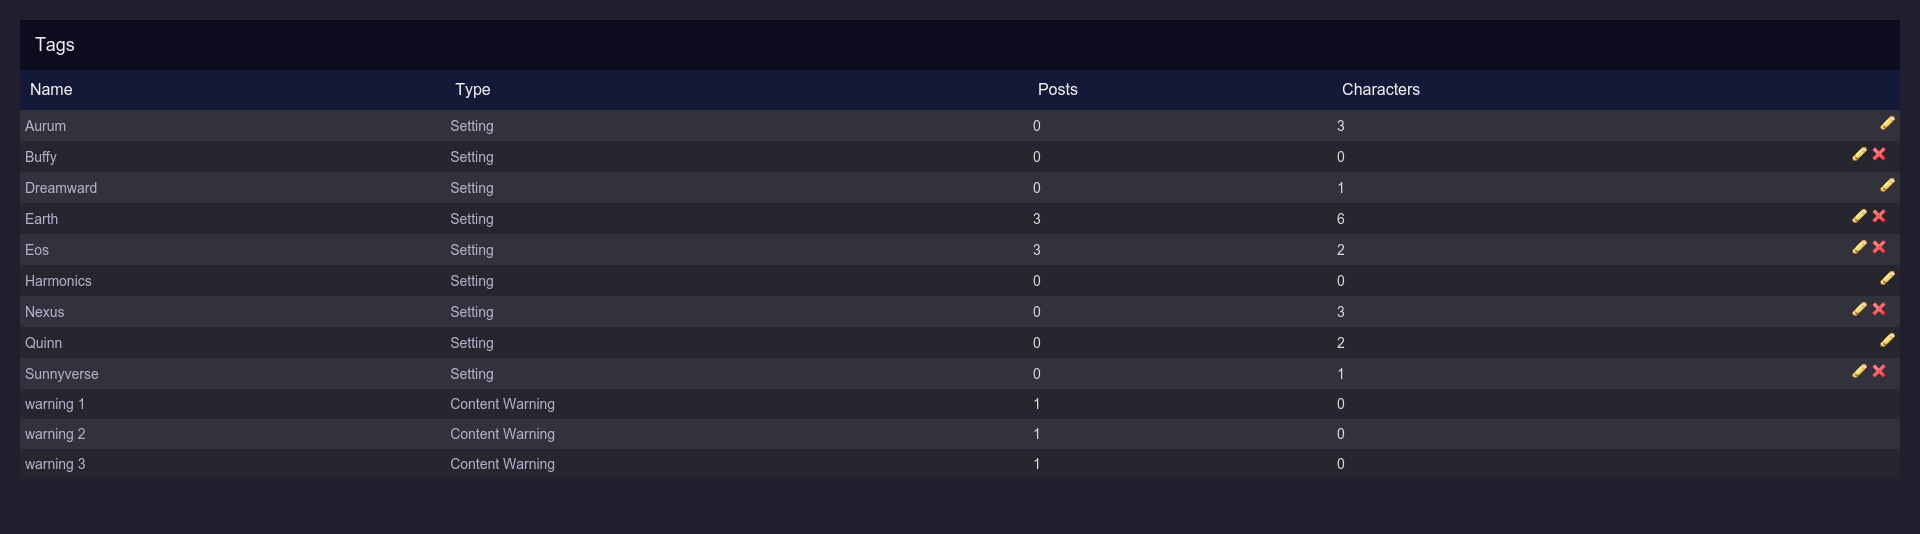 Tags
Name Type Posts Characters
Aurum Setting 0 3
Buffy Setting 0 0
Dreamward Setting 0 1
Earth Setting 3 6
Eos Setting 3 2
Harmonics Setting 0 0
Nexus Setting 0 3
Quinn Setting 0 2
Sunnyverse Setting 0 1
warning 1 Content Warning 1 0
warning 2 Content Warning 1 0
warning 3 Content Warning 1 0